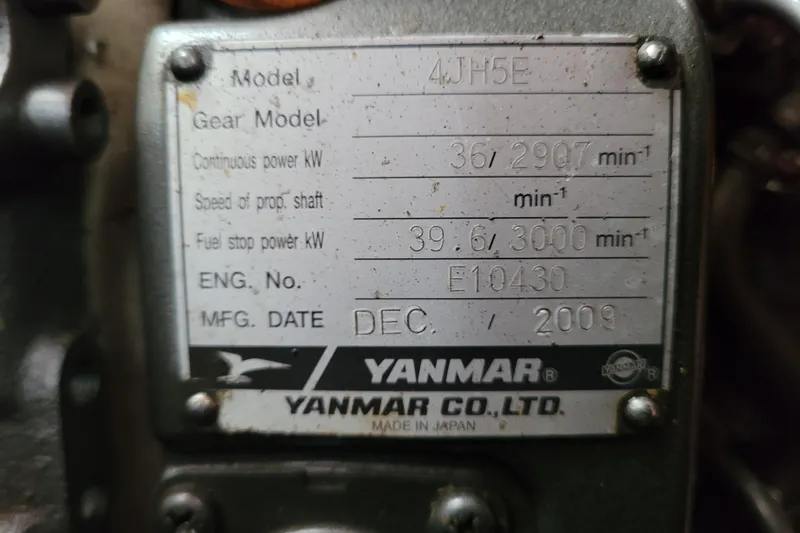 Model 4JH5E
Gear Model
Continuous power kW 36/ 2907 min-1
Speed of prop. shaft min-1
Fuel stop power kW 39.6/ 3000 min-1
ENG. No. E10430
MFG. DATE DEC. / 2009
YANMAR® YANMAR ®
YANMAR CO.,LTD.
MADE IN JAPAN